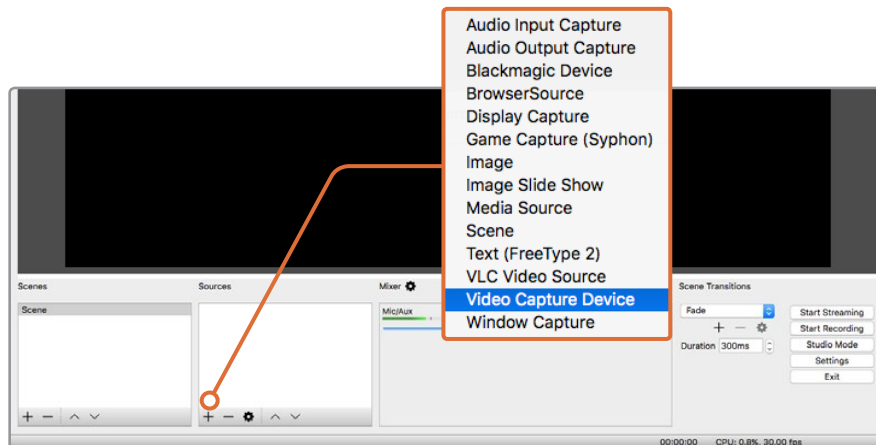 Audio Input Capture
Audio Output Capture
Blackmagic Device
BrowserSource
Display Capture
Game Capture (Syphon)
Image
Image Slide Show
Media Source
Scene
Text (FreeType 2)
VLC Video Source
Video Capture Device
Window Capture
Scenes
Scene
Sources
Mixer
Mic/Aux
Scene Transitions
Fade
Duration 300ms
Start Streaming
Start Recording
Studio Mode
Settings
Exit
00:00:00 CPU: 0.8%, 30.00 fps